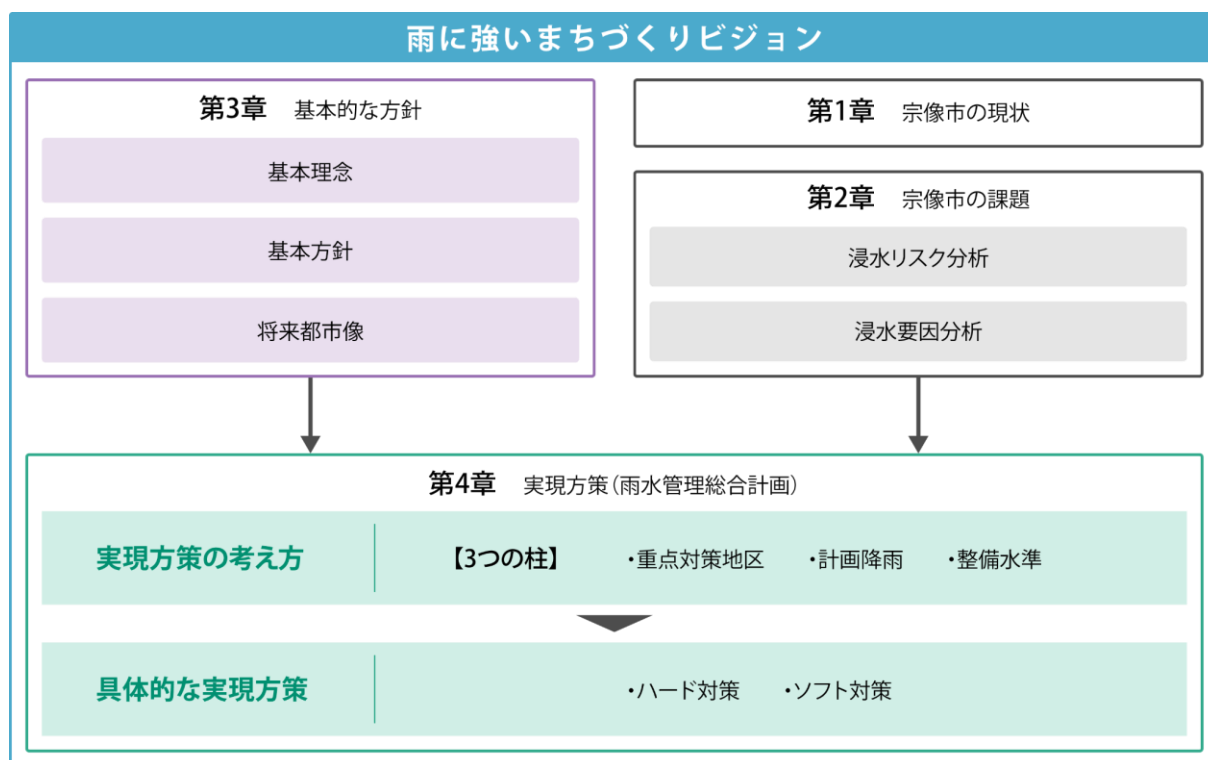 雨に強いまちづくりビジョン
第3章 基本的な方針
基本理念
基本方針
将来都市像
第1章 宗像市の現状
第2章 宗像市の課題
浸水リスク分析
浸水要因分析
第4章 実現方策（雨水管理総合計画）
実現方策の考え方 【3つの柱】 ・重点対策地区 ・計画降雨 ・整備水準
具体的な実現方策 ・ハード対策 ・ソフト対策